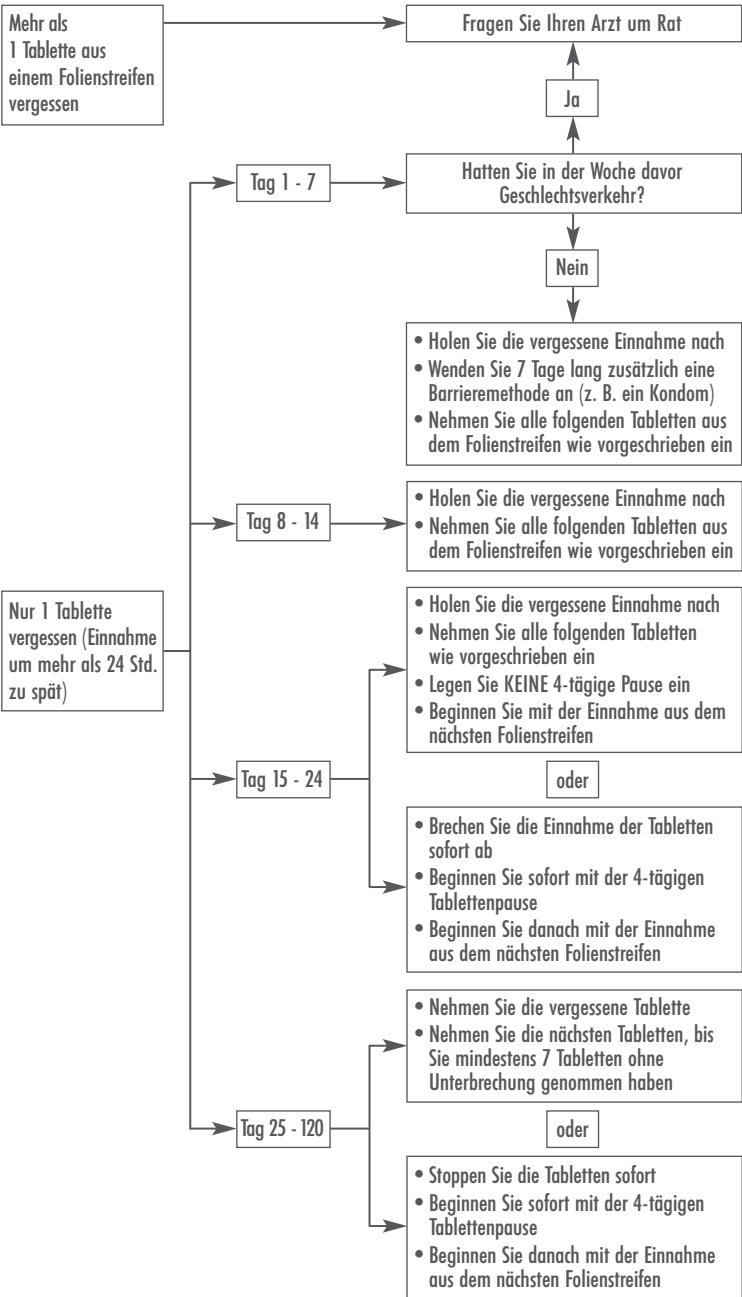 Mehr als
1 Tablette aus
einem Folienstreifen
vergessen
Fragen Sie Ihren Arzt um Rat
Ja
Tag 1 - 7
Hatten Sie in der Woche davor
Geschlechtsverkehr?
Nein
• Holen Sie die vergessene Einnahme nach
• Wenden Sie 7 Tage lang zusätzlich eine
Barrieremethode an (z. B. ein Kondom)
• Nehmen Sie alle folgenden Tabletten aus
dem Folienstreifen wie vorgeschrieben ein
Tag 8 - 14
• Holen Sie die vergessene Einnahme nach
• Nehmen Sie alle folgenden Tabletten aus
dem Folienstreifen wie vorgeschrieben ein
Nur 1 Tablette
vergessen (Einnahme
um mehr als 24 Std.
zu spät)
Tag 15 - 24
• Holen Sie die vergessene Einnahme nach
• Nehmen Sie alle folgenden Tabletten
wie vorgeschrieben ein
• Legen Sie KEINE 4-tägige Pause ein
• Beginnen Sie mit der Einnahme aus dem
nächsten Folienstreifen
oder
• Brechen Sie die Einnahme der Tabletten
sofort ab
• Beginnen Sie sofort mit der 4-tägigen
Tablettenpause
• Beginnen Sie danach mit der Einnahme
aus dem nächsten Folienstreifen
Tag 25 - 120
• Nehmen Sie die vergessene Tablette
• Nehmen Sie die nächsten Tabletten, bis
Sie mindestens 7 Tabletten ohne
Unterbrechung genommen haben
oder
• Stoppen Sie die Tabletten sofort
• Beginnen Sie sofort mit der 4-tägigen
Tablettenpause
• Beginnen Sie danach mit der Einnahme
aus dem nächsten Folienstreifen